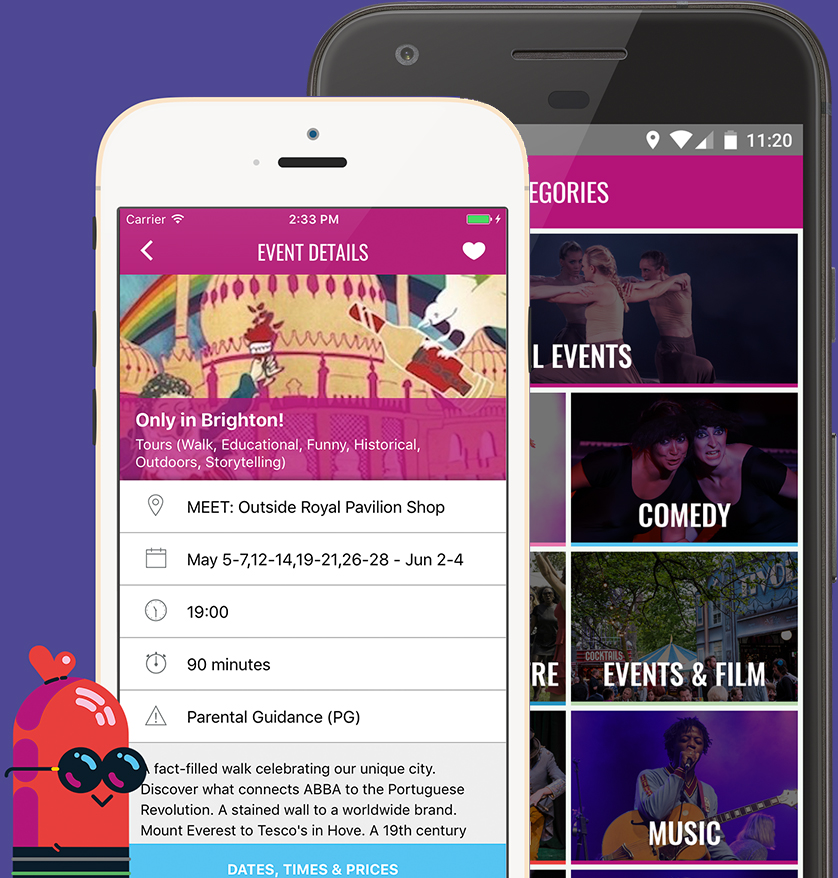 11:20
EGORIES
L EVENTS
COMEDY
COCKTAILS
RE
EVENTS & FILM
MUSIC
Carrier
2:33 PM
EVENT DETAILS
Only in Brighton!
Tours (Walk, Educational, Funny, Historical,
Outdoors, Storytelling)
MEET: Outside Royal Pavilion Shop
May 5-7,12-14,19-21,26-28 - Jun 2-4
19:00
90 minutes
Parental Guidance (PG)
A fact-filled walk celebrating our unique city.
Discover what connects ABBA to the Portuguese
Revolution. A stained wall to a worldwide brand.
Mount Everest to Tesco's in Hove. A 19th century
DATES, TIMES & PRICES